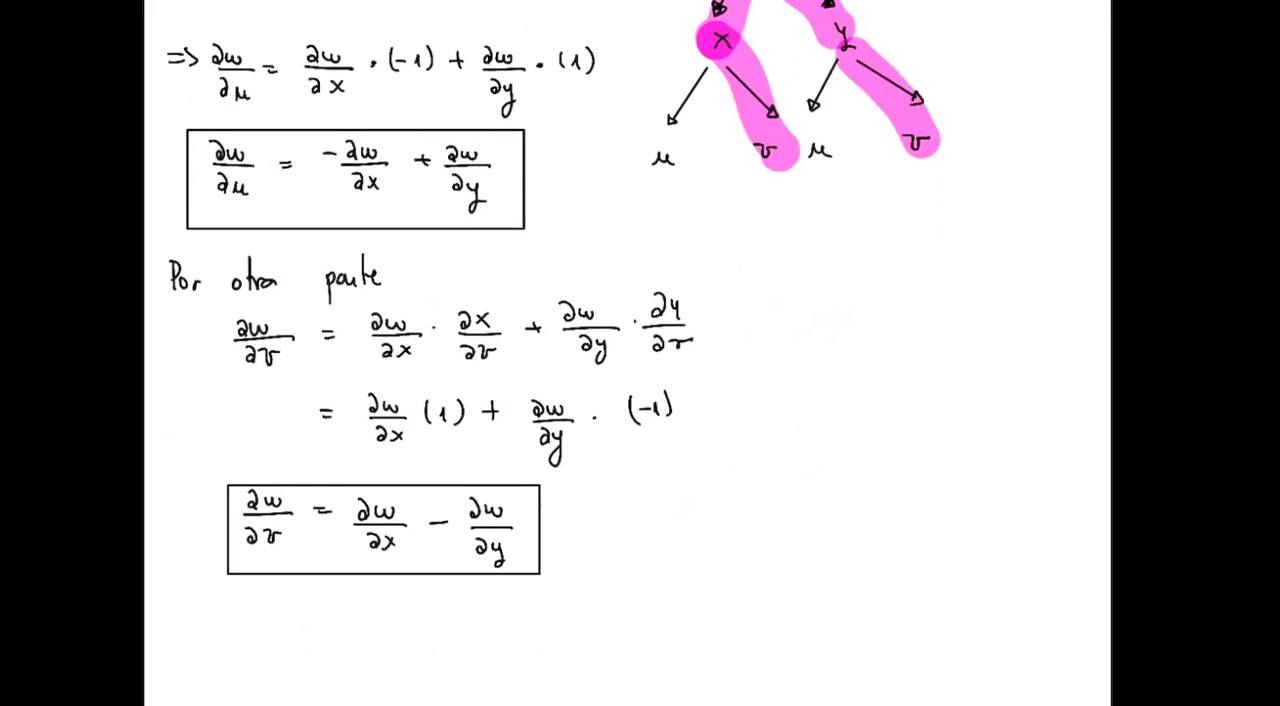 => ∂w/∂u = ∂w/∂x · (-1) + ∂w/∂y · (1)
x y
∂w/∂u = -∂w/∂x + ∂w/∂y
u v u v
Por otra parte
∂w/∂v = ∂w/∂x · ∂x/∂v + ∂w/∂y · ∂y/∂v
= ∂w/∂x (1) + ∂w/∂y · (-1)
∂w/∂v = ∂w/∂x - ∂w/∂y